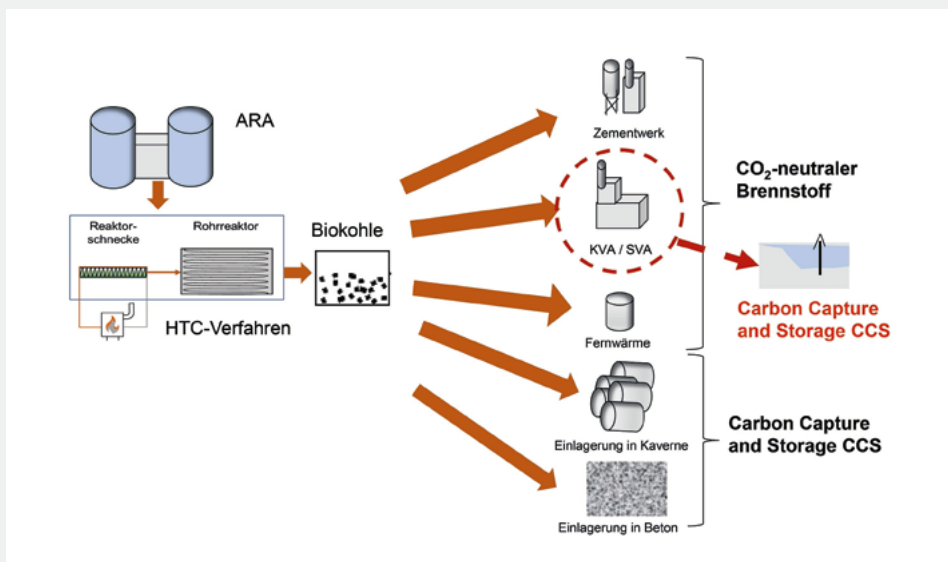 ARA
Reaktor-
schnecke
Rohrreaktor
HTC-Verfahren
Biokohle
Zementwerk
KVA / SVA
Fernwärme
Einlagerung in Kaverne
Einlagerung in Beton
CO₂-neutraler
Brennstoff
Carbon Capture
and Storage CCS
Carbon Capture
and Storage CCS